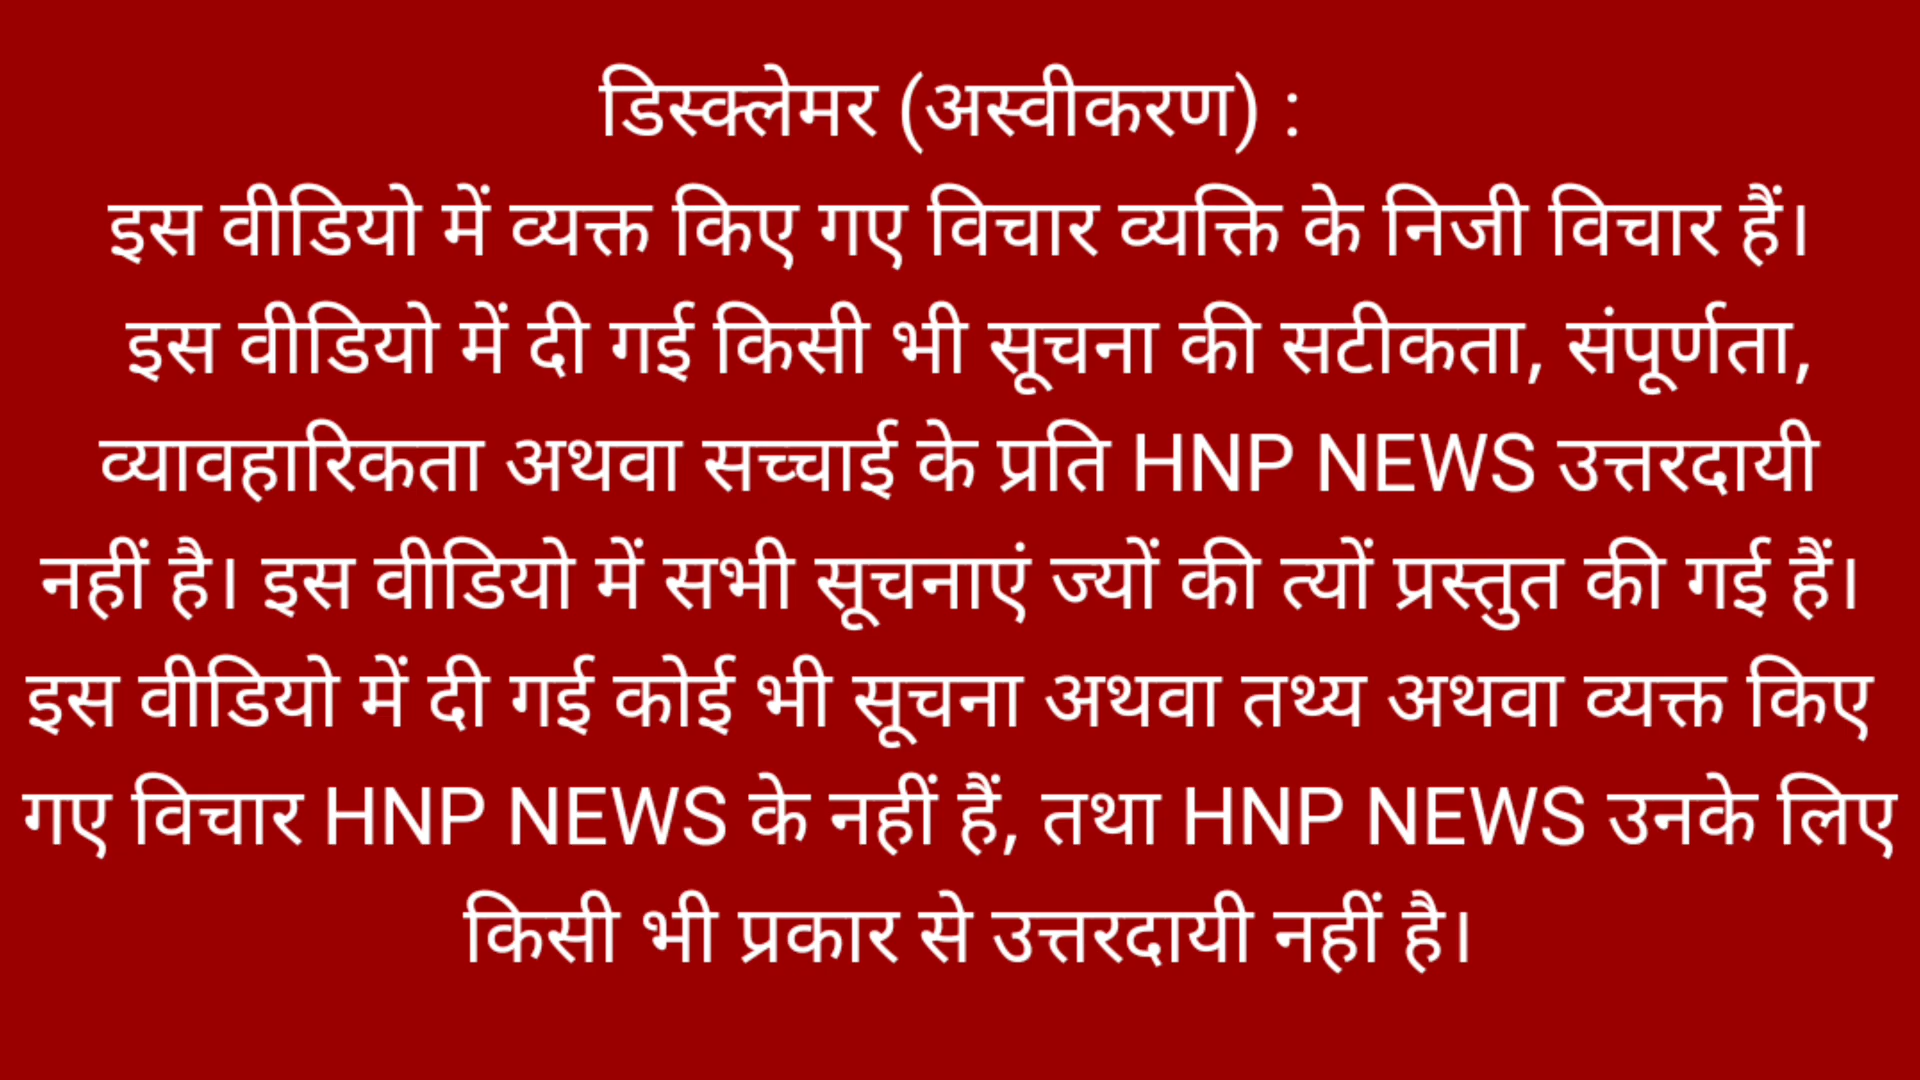 डिस्क्लेमर (अस्वीकरण) :
इस वीडियो में व्यक्त किए गए विचार व्यक्ति के निजी विचार हैं।
इस वीडियो में दी गई किसी भी सूचना की सटीकता, संपूर्णता,
व्यावहारिकता अथवा सच्चाई के प्रति HNP NEWS उत्तरदायी
नहीं है। इस वीडियो में सभी सूचनाएं ज्यों की त्यों प्रस्तुत की गई हैं।
इस वीडियो में दी गई कोई भी सूचना अथवा तथ्य अथवा व्यक्त किए
गए विचार HNP NEWS के नहीं हैं, तथा HNP NEWS उनके लिए
किसी भी प्रकार से उत्तरदायी नहीं है।